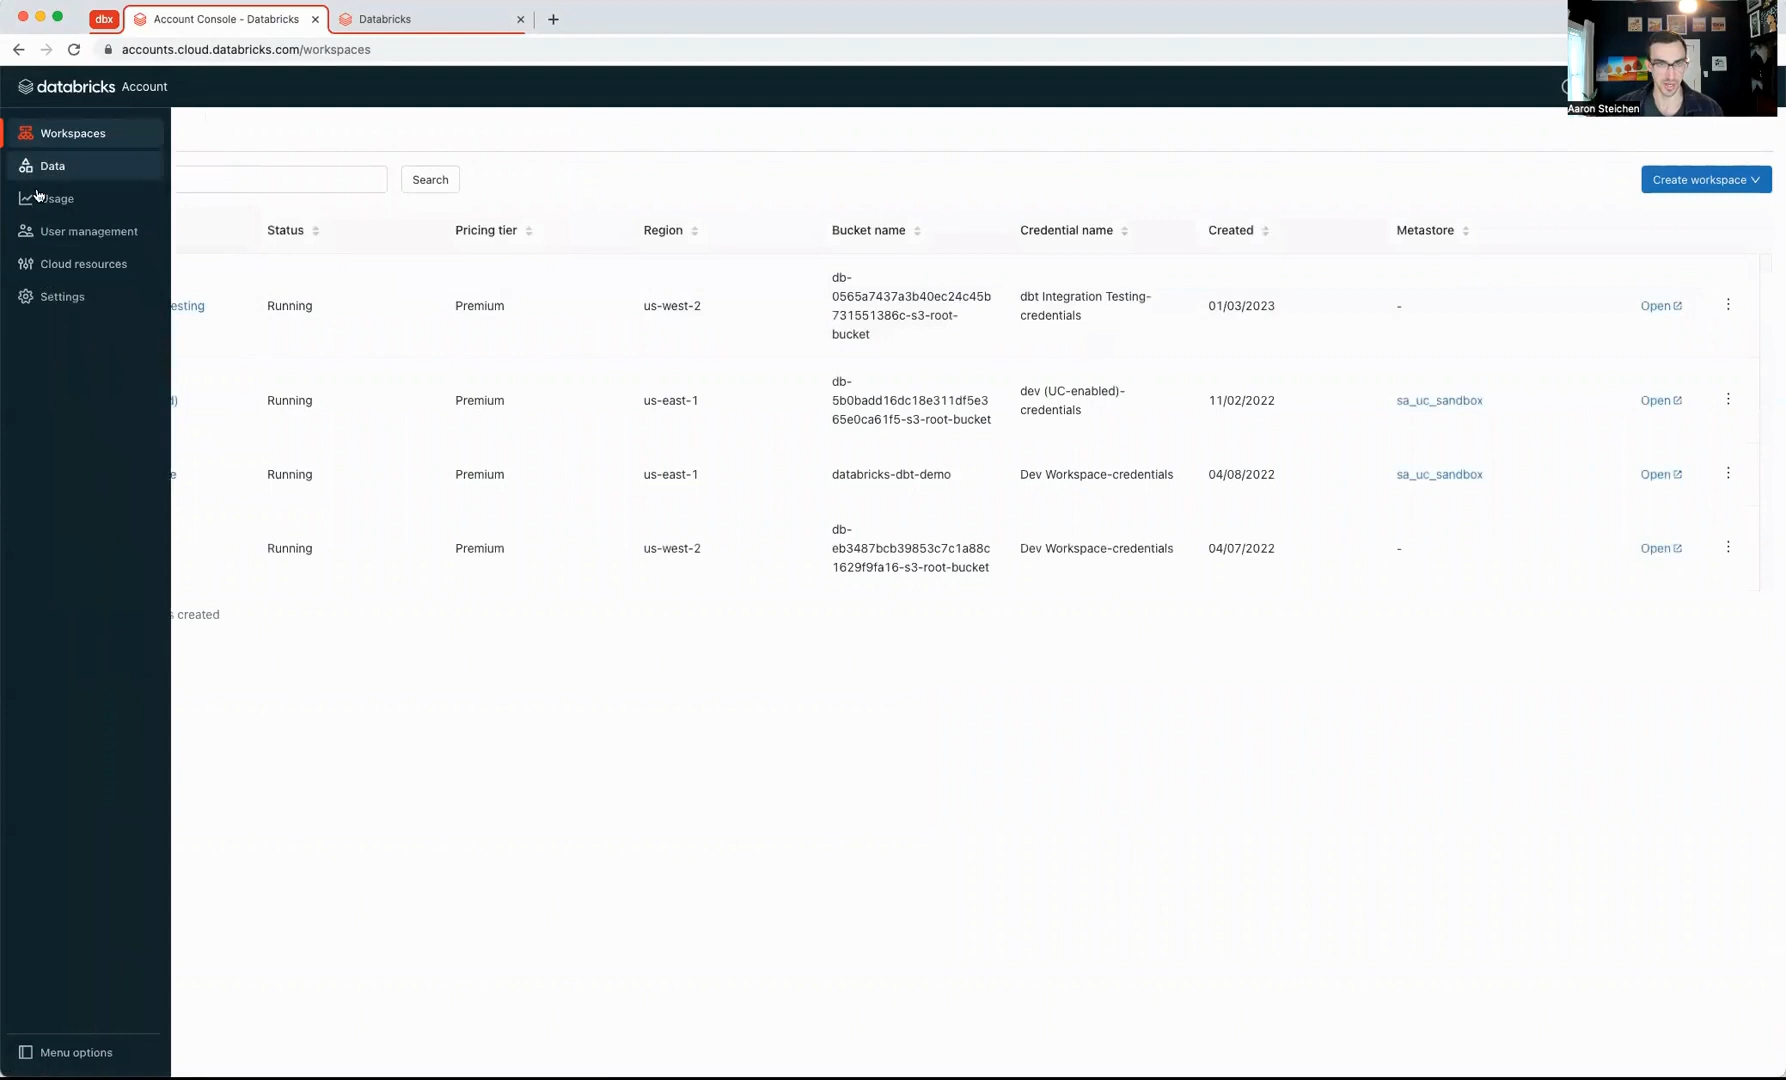 dbx
Account Console - Databricks
Databricks
accounts.cloud.databricks.com/workspaces
databricks Account
Aaron Steichen
Workspaces
Data
Usage
User management
Cloud resources
Settings
Search
Create workspace
Status
Pricing tier
Region
Bucket name
Credential name
Created
Metastore
esting
Running
Premium
us-west-2
db-
0565a7437a3b40ec24c45b
731551386c-s3-root-
bucket
dbt Integration Testing-
credentials
01/03/2023
-
Open
d)
Running
Premium
us-east-1
db-
5b0badd16dc18e311df5e3
65e0ca61f5-s3-root-bucket
dev (UC-enabled)-
credentials
11/02/2022
sa_uc_sandbox
Open
e
Running
Premium
us-east-1
databricks-dbt-demo
Dev Workspace-credentials
04/08/2022
sa_uc_sandbox
Open
Running
Premium
us-west-2
db-
eb3487bcb39853c7c1a88c
1629f9fa16-s3-root-bucket
Dev Workspace-credentials
04/07/2022
-
Open
s created
Menu options